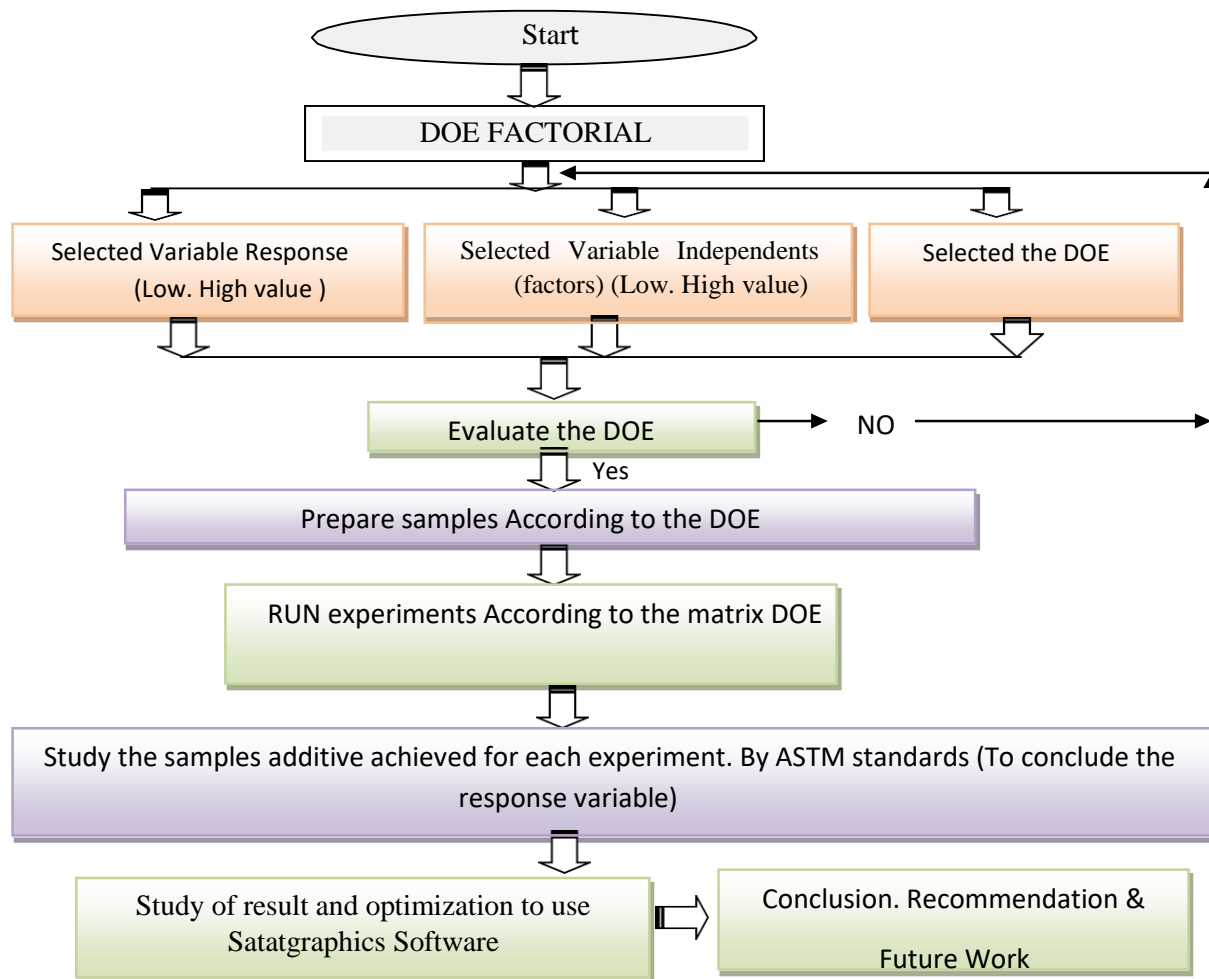 Start
DOE FACTORIAL
Selected Variable Response
(Low. High value )
Selected Variable Independents
(factors) (Low. High value)
Selected the DOE
Evaluate the DOE
NO
Yes
Prepare samples According to the DOE
RUN experiments According to the matrix DOE
Study the samples additive achieved for each experiment. By ASTM standards (To conclude the
response variable)
Study of result and optimization to use
Satatgraphics Software
Conclusion. Recommendation &
Future Work